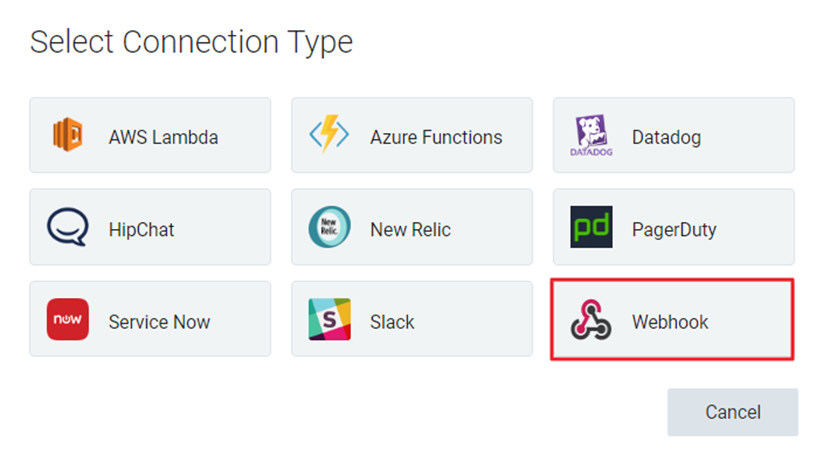 Select Connection Type
AWS Lambda
Azure Functions
DATADOG
Datadog
HipChat
New
Relic.
New Relic
pd
PagerDuty
now
Service Now
S
Slack
Webhook
Cancel